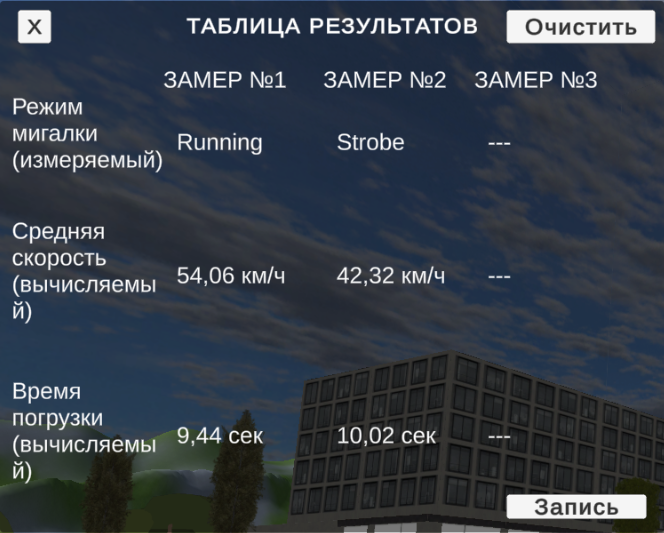 X
ТАБЛИЦА РЕЗУЛЬТАТОВ
Очистить
ЗАМЕР №1
ЗАМЕР №2
ЗАМЕР №3
Режим
мигалки
(измеряемый)
Running
Strobe
---
Средняя
скорость
(вычисляемы
й)
54,06 км/ч
42,32 км/ч
---
Время
погрузки
(вычисляемы
й)
9,44 сек
10,02 сек
---
Запись